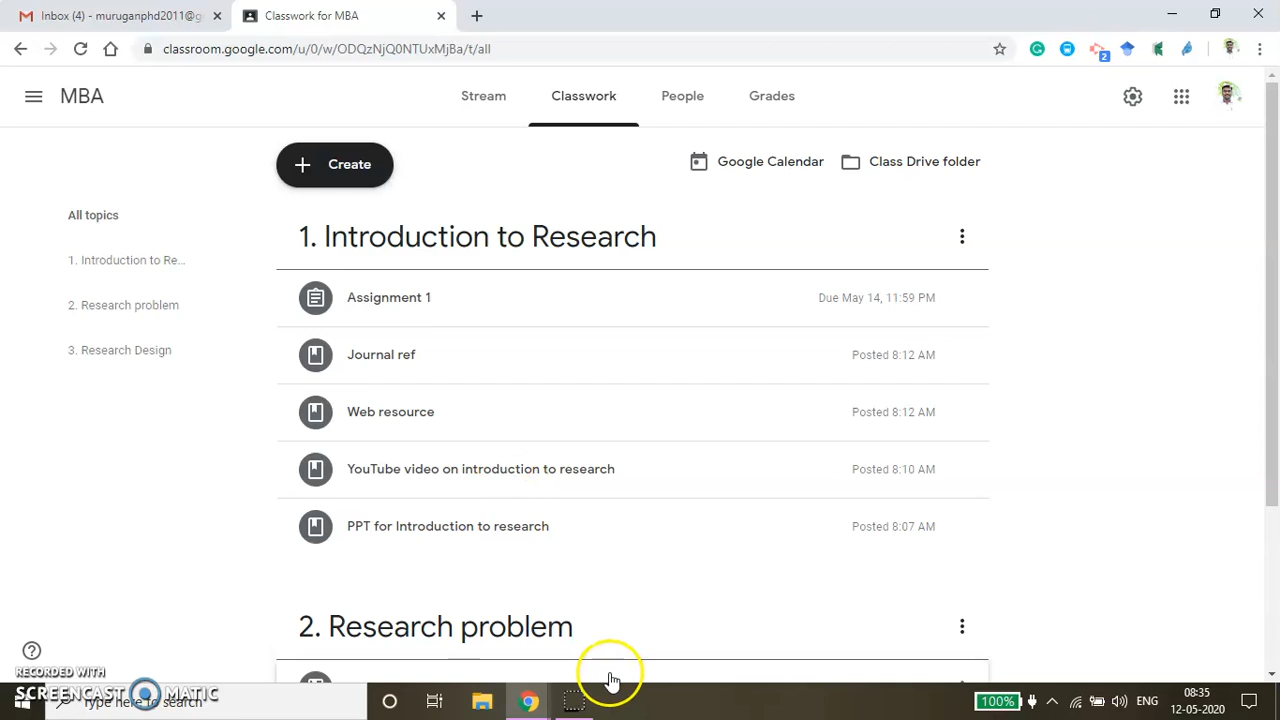 Inbox (4) - muruganphd2011@g
Classwork for MBA
classroom.google.com/u/0/w/ODQzNjQ0NTUxMjBa/t/all
2
MBA
Stream
Classwork
People
Grades
Create
Google Calendar
Class Drive folder
All topics
1. Introduction to Re...
2. Research problem
3. Research Design
1. Introduction to Research
Assignment 1
Due May 14, 11:59 PM
Journal ref
Posted 8:12 AM
Web resource
Posted 8:12 AM
YouTube video on introduction to research
Posted 8:10 AM
PPT for Introduction to research
Posted 8:07 AM
2. Research problem
RECORDED WITH
SCREENCAST MATIC
Type here to search
100%
ENG
08:35
12-05-2020